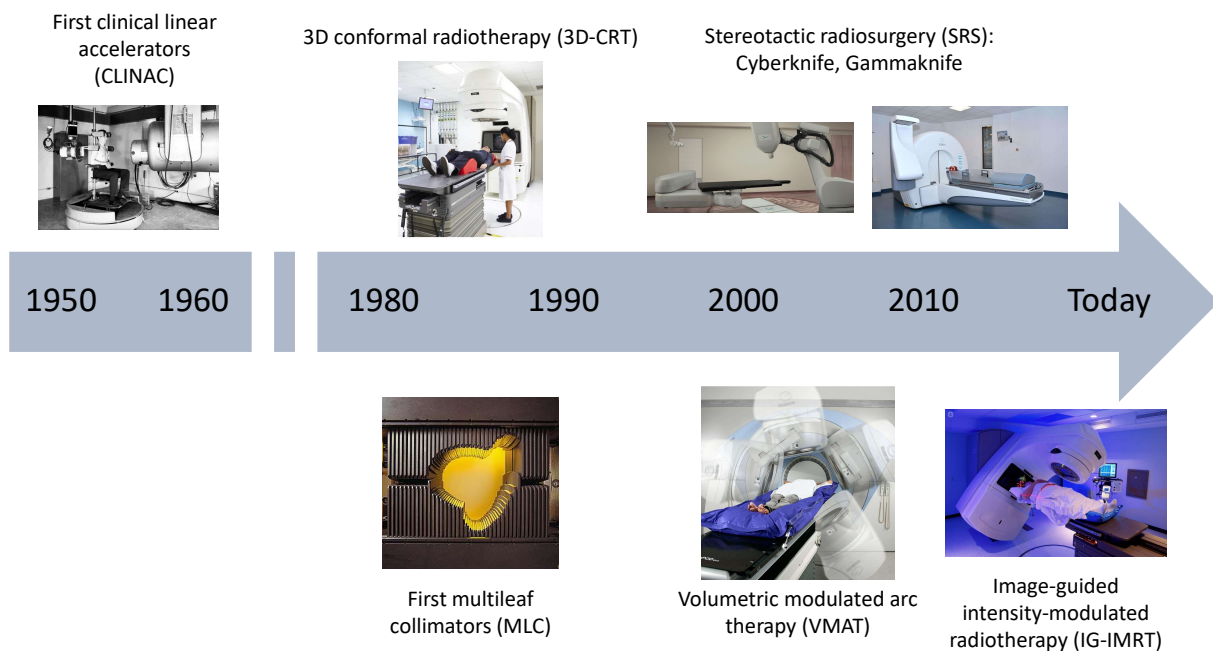 First clinical linear
accelerators
(CLINAC)
3D conformal radiotherapy (3D-CRT)
Stereotactic radiosurgery (SRS):
Cyberknife, Gammaknife
1950
1960
1980
1990
2000
2010
Today
First multileaf
collimators (MLC)
Volumetric modulated arc
therapy (VMAT)
Image-guided
intensity-modulated
radiotherapy (IG-IMRT)